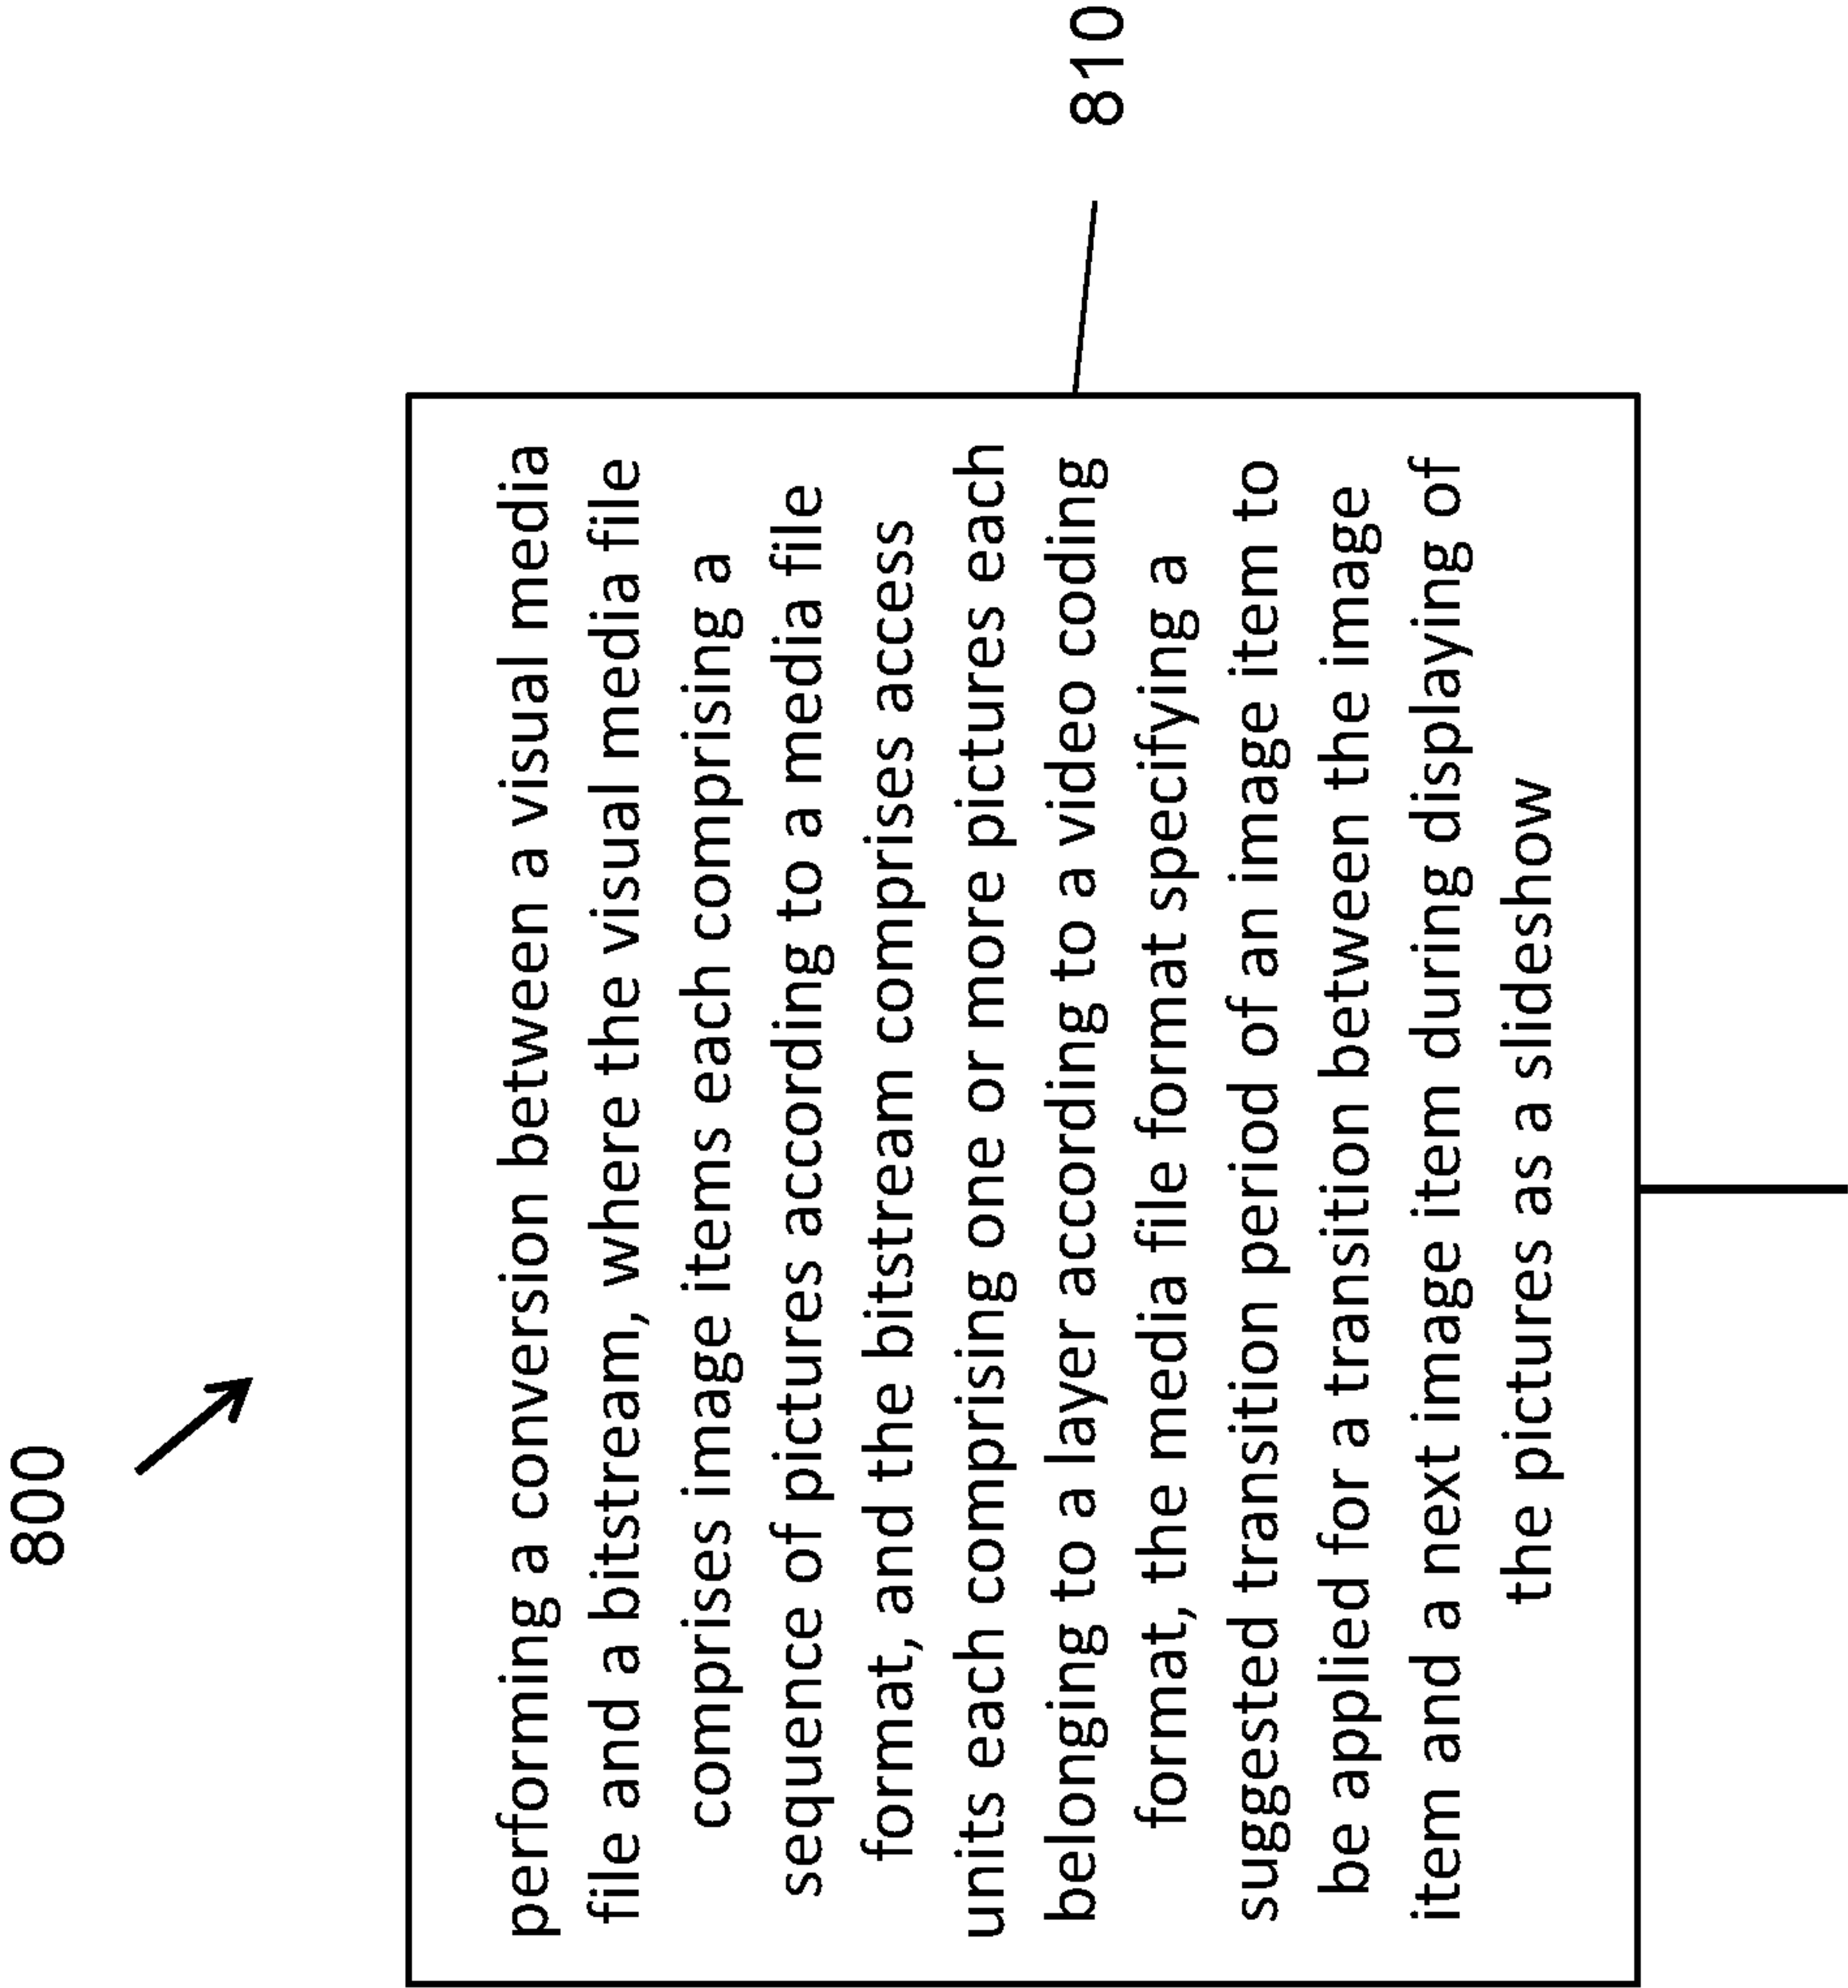 800
performing a conversion between a visual media
file and a bitstream, where the visual media file
comprises image items each comprising a
sequence of pictures according to a media file
format, and the bitstream comprises access
units each comprising one or more pictures each
belonging to a layer according to a video coding
format, the media file format specifying a
suggested transition period of an image item to
be applied for a transition between the image
item and a next image item during displaying of
the pictures as a slideshow
810